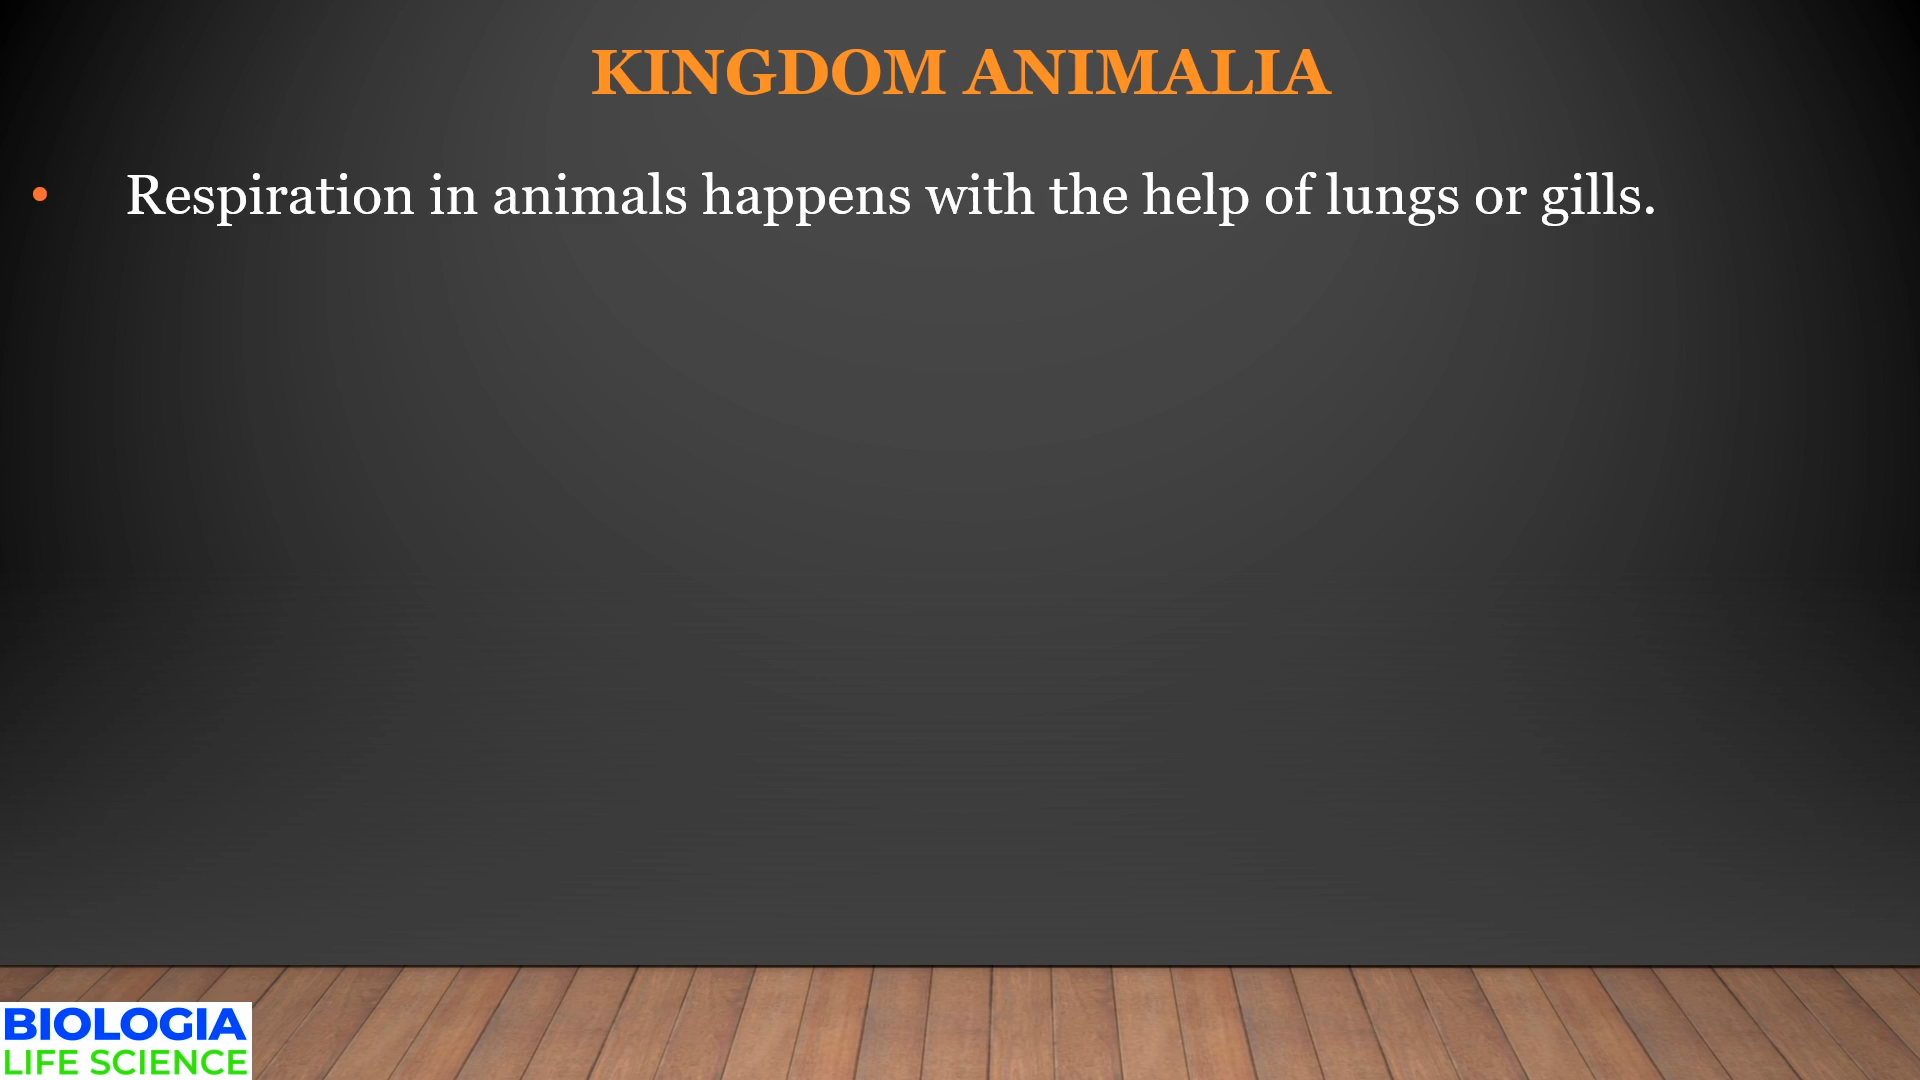 KINGDOM ANIMALIA
• Respiration in animals happens with the help of lungs or gills.
BIOLOGIA
LIFE SCIENCE